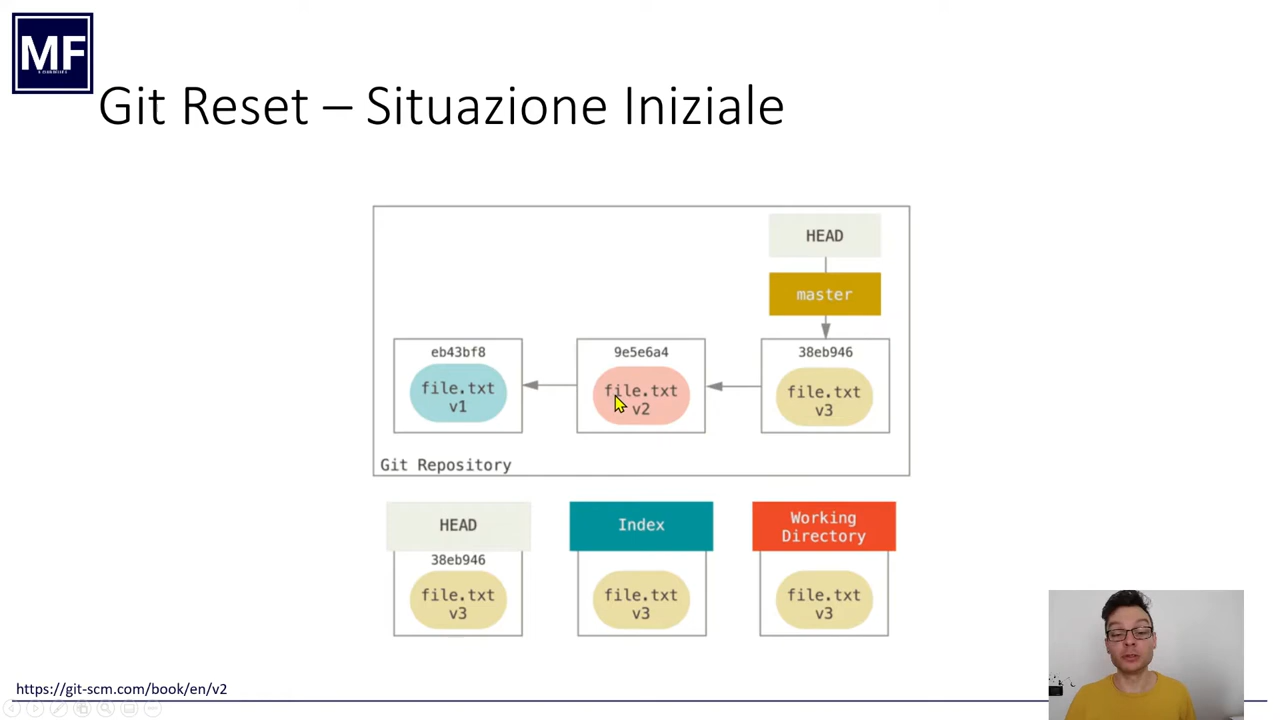 MF
Git Reset – Situazione Iniziale
HEAD
master
eb43bf8
file.txt
v1
9e5e6a4
file.txt
v2
38eb946
file.txt
v3
Git Repository
HEAD
38eb946
file.txt
v3
Index
file.txt
v3
Working
Directory
file.txt
v3
https://git-scm.com/book/en/v2